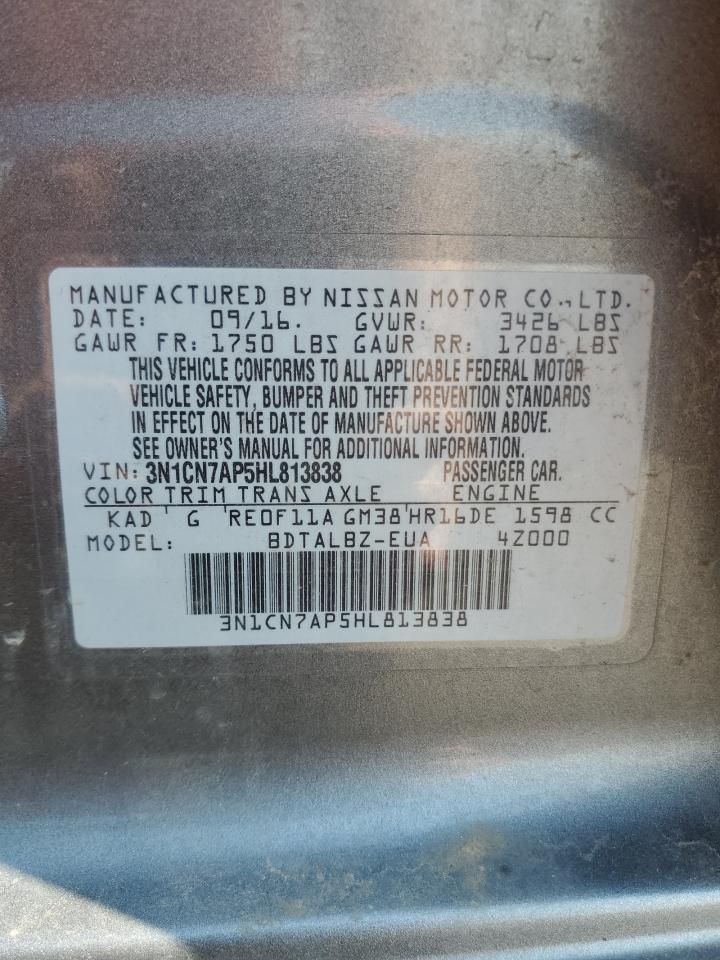 MANUFACTURED BY NISSAN MOTOR CO., LTD.
DATE: 09/16. GVWR: 3426 LBS
GAWR FR: 1750 LBS GAWR RR: 1708 LBS
THIS VEHICLE CONFORMS TO ALL APPLICABLE FEDERAL MOTOR
VEHICLE SAFETY, BUMPER AND THEFT PREVENTION STANDARDS
IN EFFECT ON THE DATE OF MANUFACTURE SHOWN ABOVE.
SEE OWNER'S MANUAL FOR ADDITIONAL INFORMATION.
VIN: 3N1CN7AP5HL813838 PASSENGER CAR.
COLOR TRIM TRANS AXLE ENGINE
KAD G RE0F11A GM38 HR16DE 1598 CC
MODEL: BDTALBZ-EUA 4Z000
3N1CN7AP5HL813838